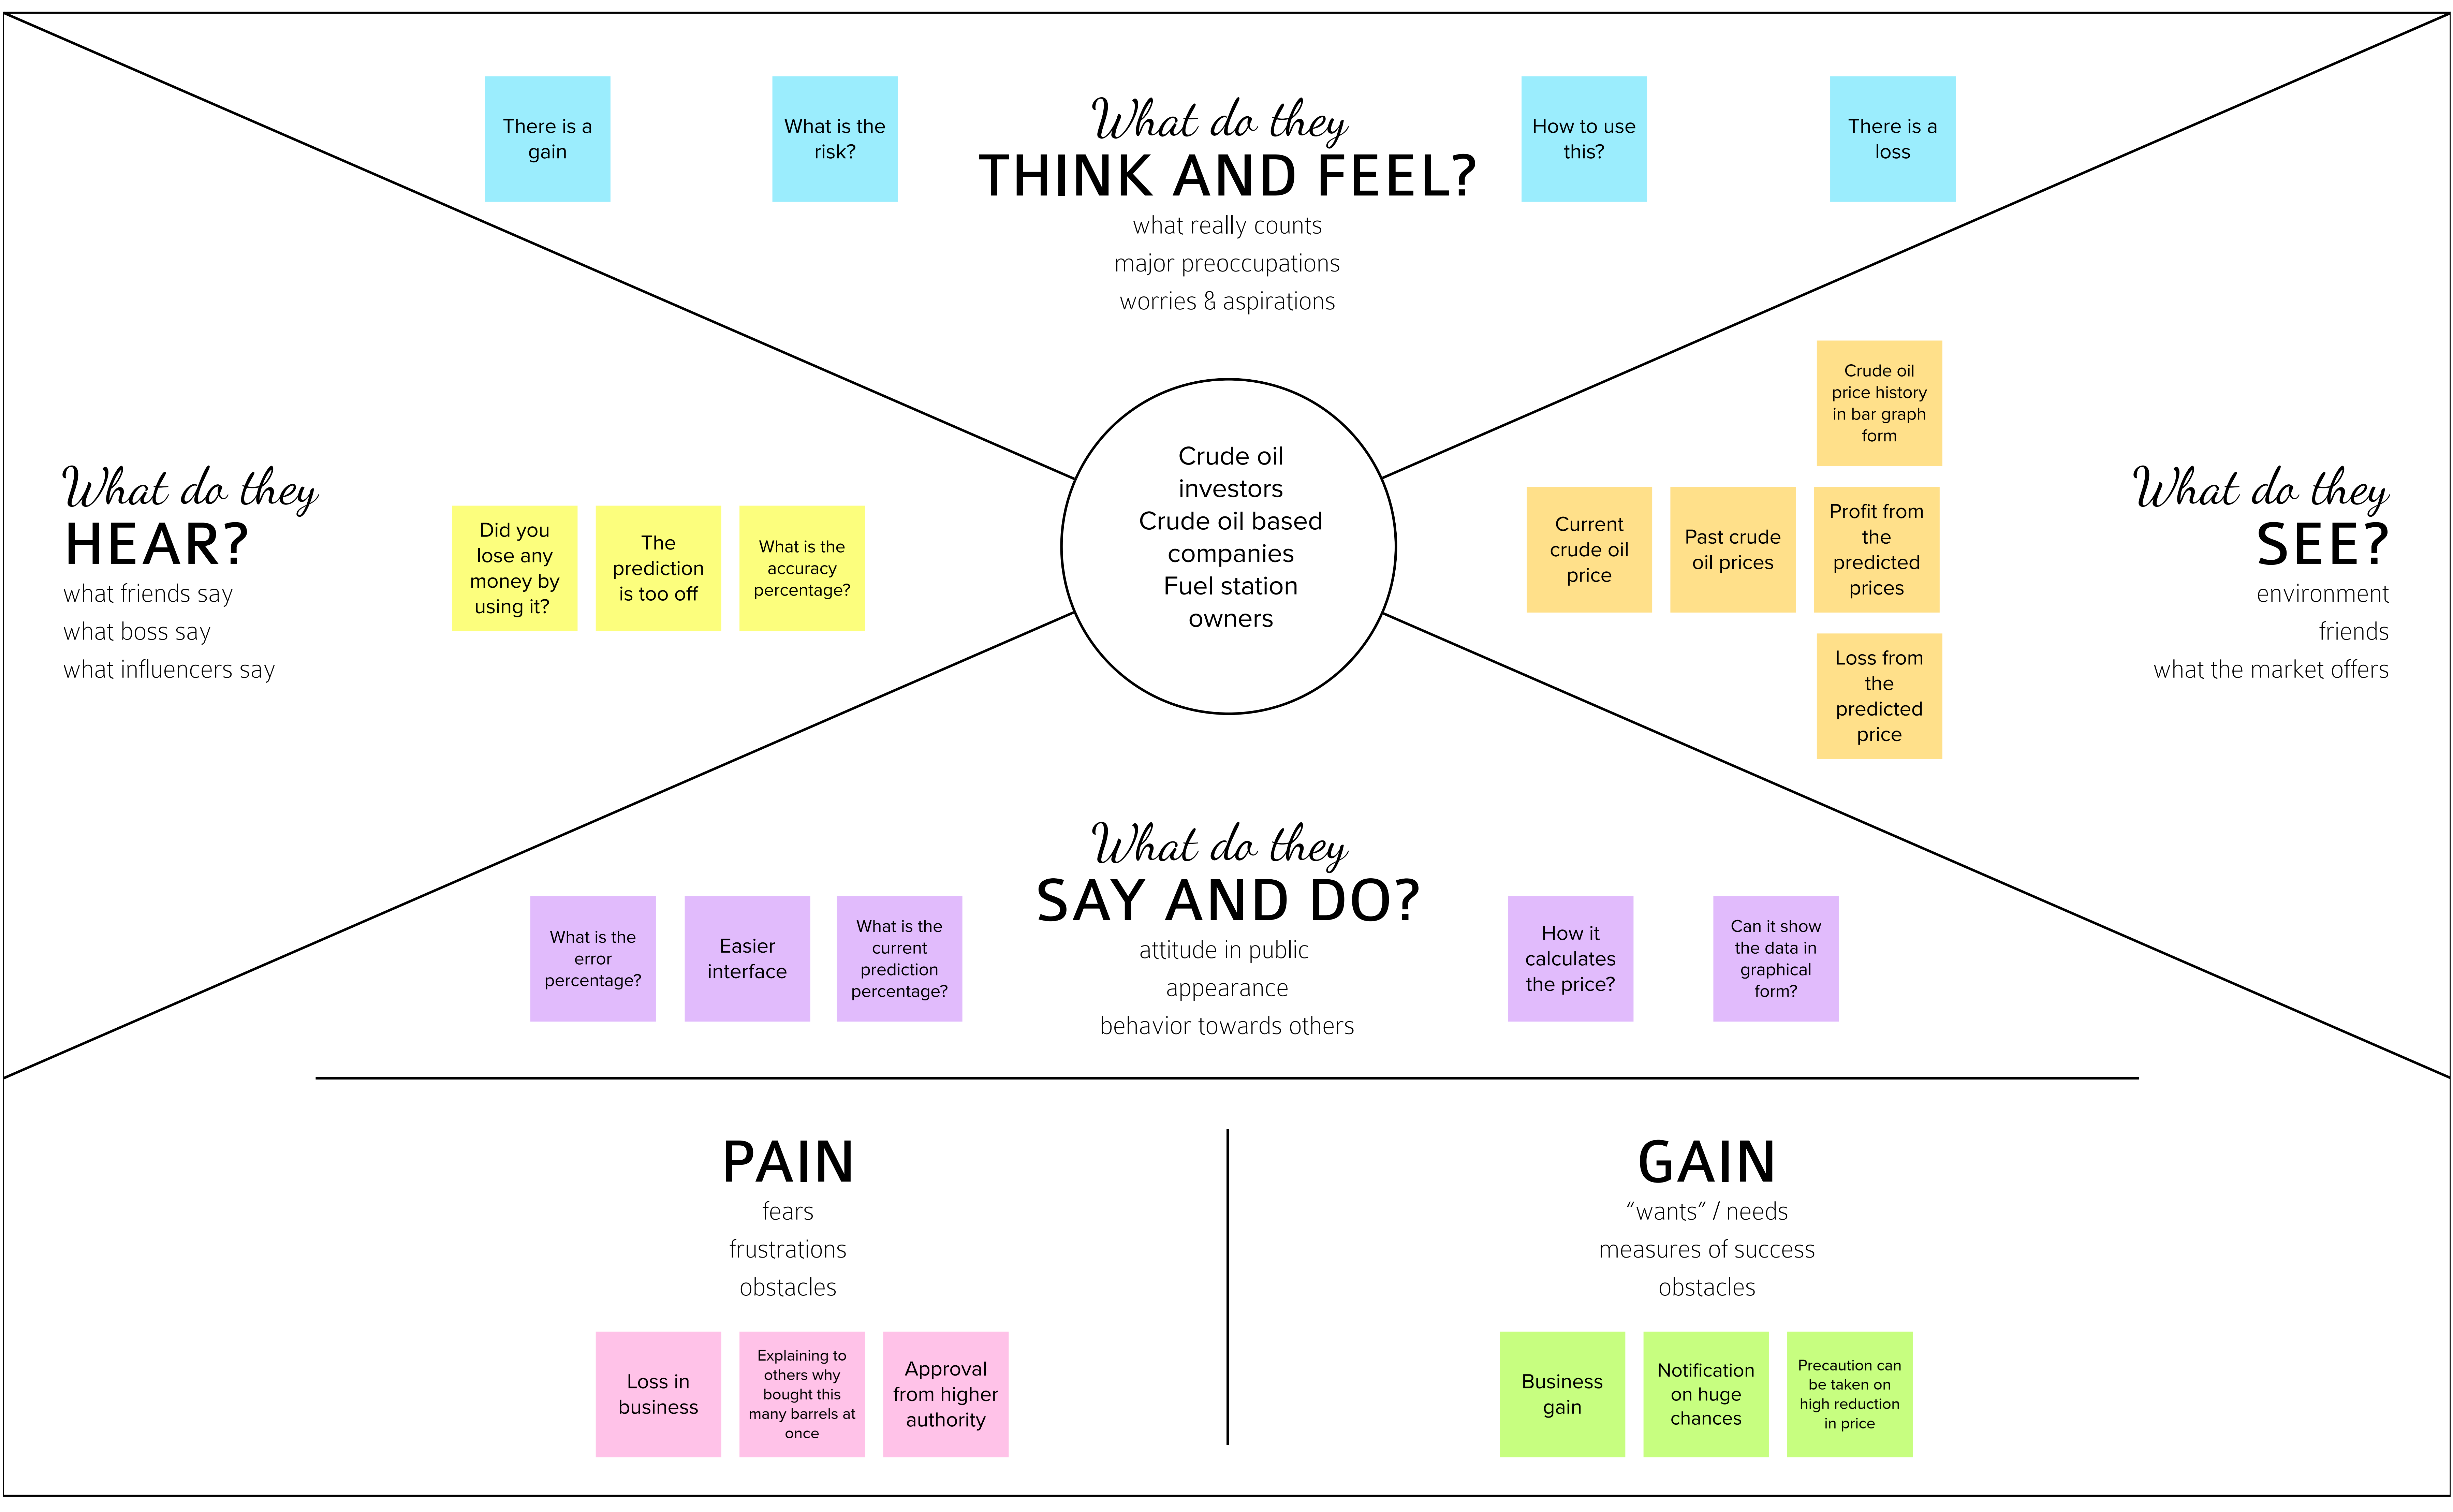 There is a
gain
What is the
risk?
What do they
THINK AND FEEL?
what really counts
major preoccupations
worries & aspirations
How to use
this?
There is a
loss
What do they
HEAR?
what friends say
what boss say
what influencers say
Did you
lose any
money by
using it?
The
prediction
is too off
What is the
accuracy
percentage?
Crude oil
investors
Crude oil based
companies
Fuel station
owners
Crude oil
price history
in bar graph
form
Current
crude oil
price
Past crude
oil prices
Profit from
the
predicted
prices
Loss from
the
predicted
price
What do they
SEE?
environment
friends
what the market offers
What do they
SAY AND DO?
attitude in public
appearance
behavior towards others
What is the
error
percentage?
Easier
interface
What is the
current
prediction
percentage?
How it
calculates
the price?
Can it show
the data in
graphical
form?
PAIN
fears
frustrations
obstacles
Loss in
business
Explaining to
others why
bought this
many barrels at
once
Approval
from higher
authority
GAIN
“wants” / needs
measures of success
obstacles
Business
gain
Notification
on huge
chances
Precaution can
be taken on
high reduction
in price